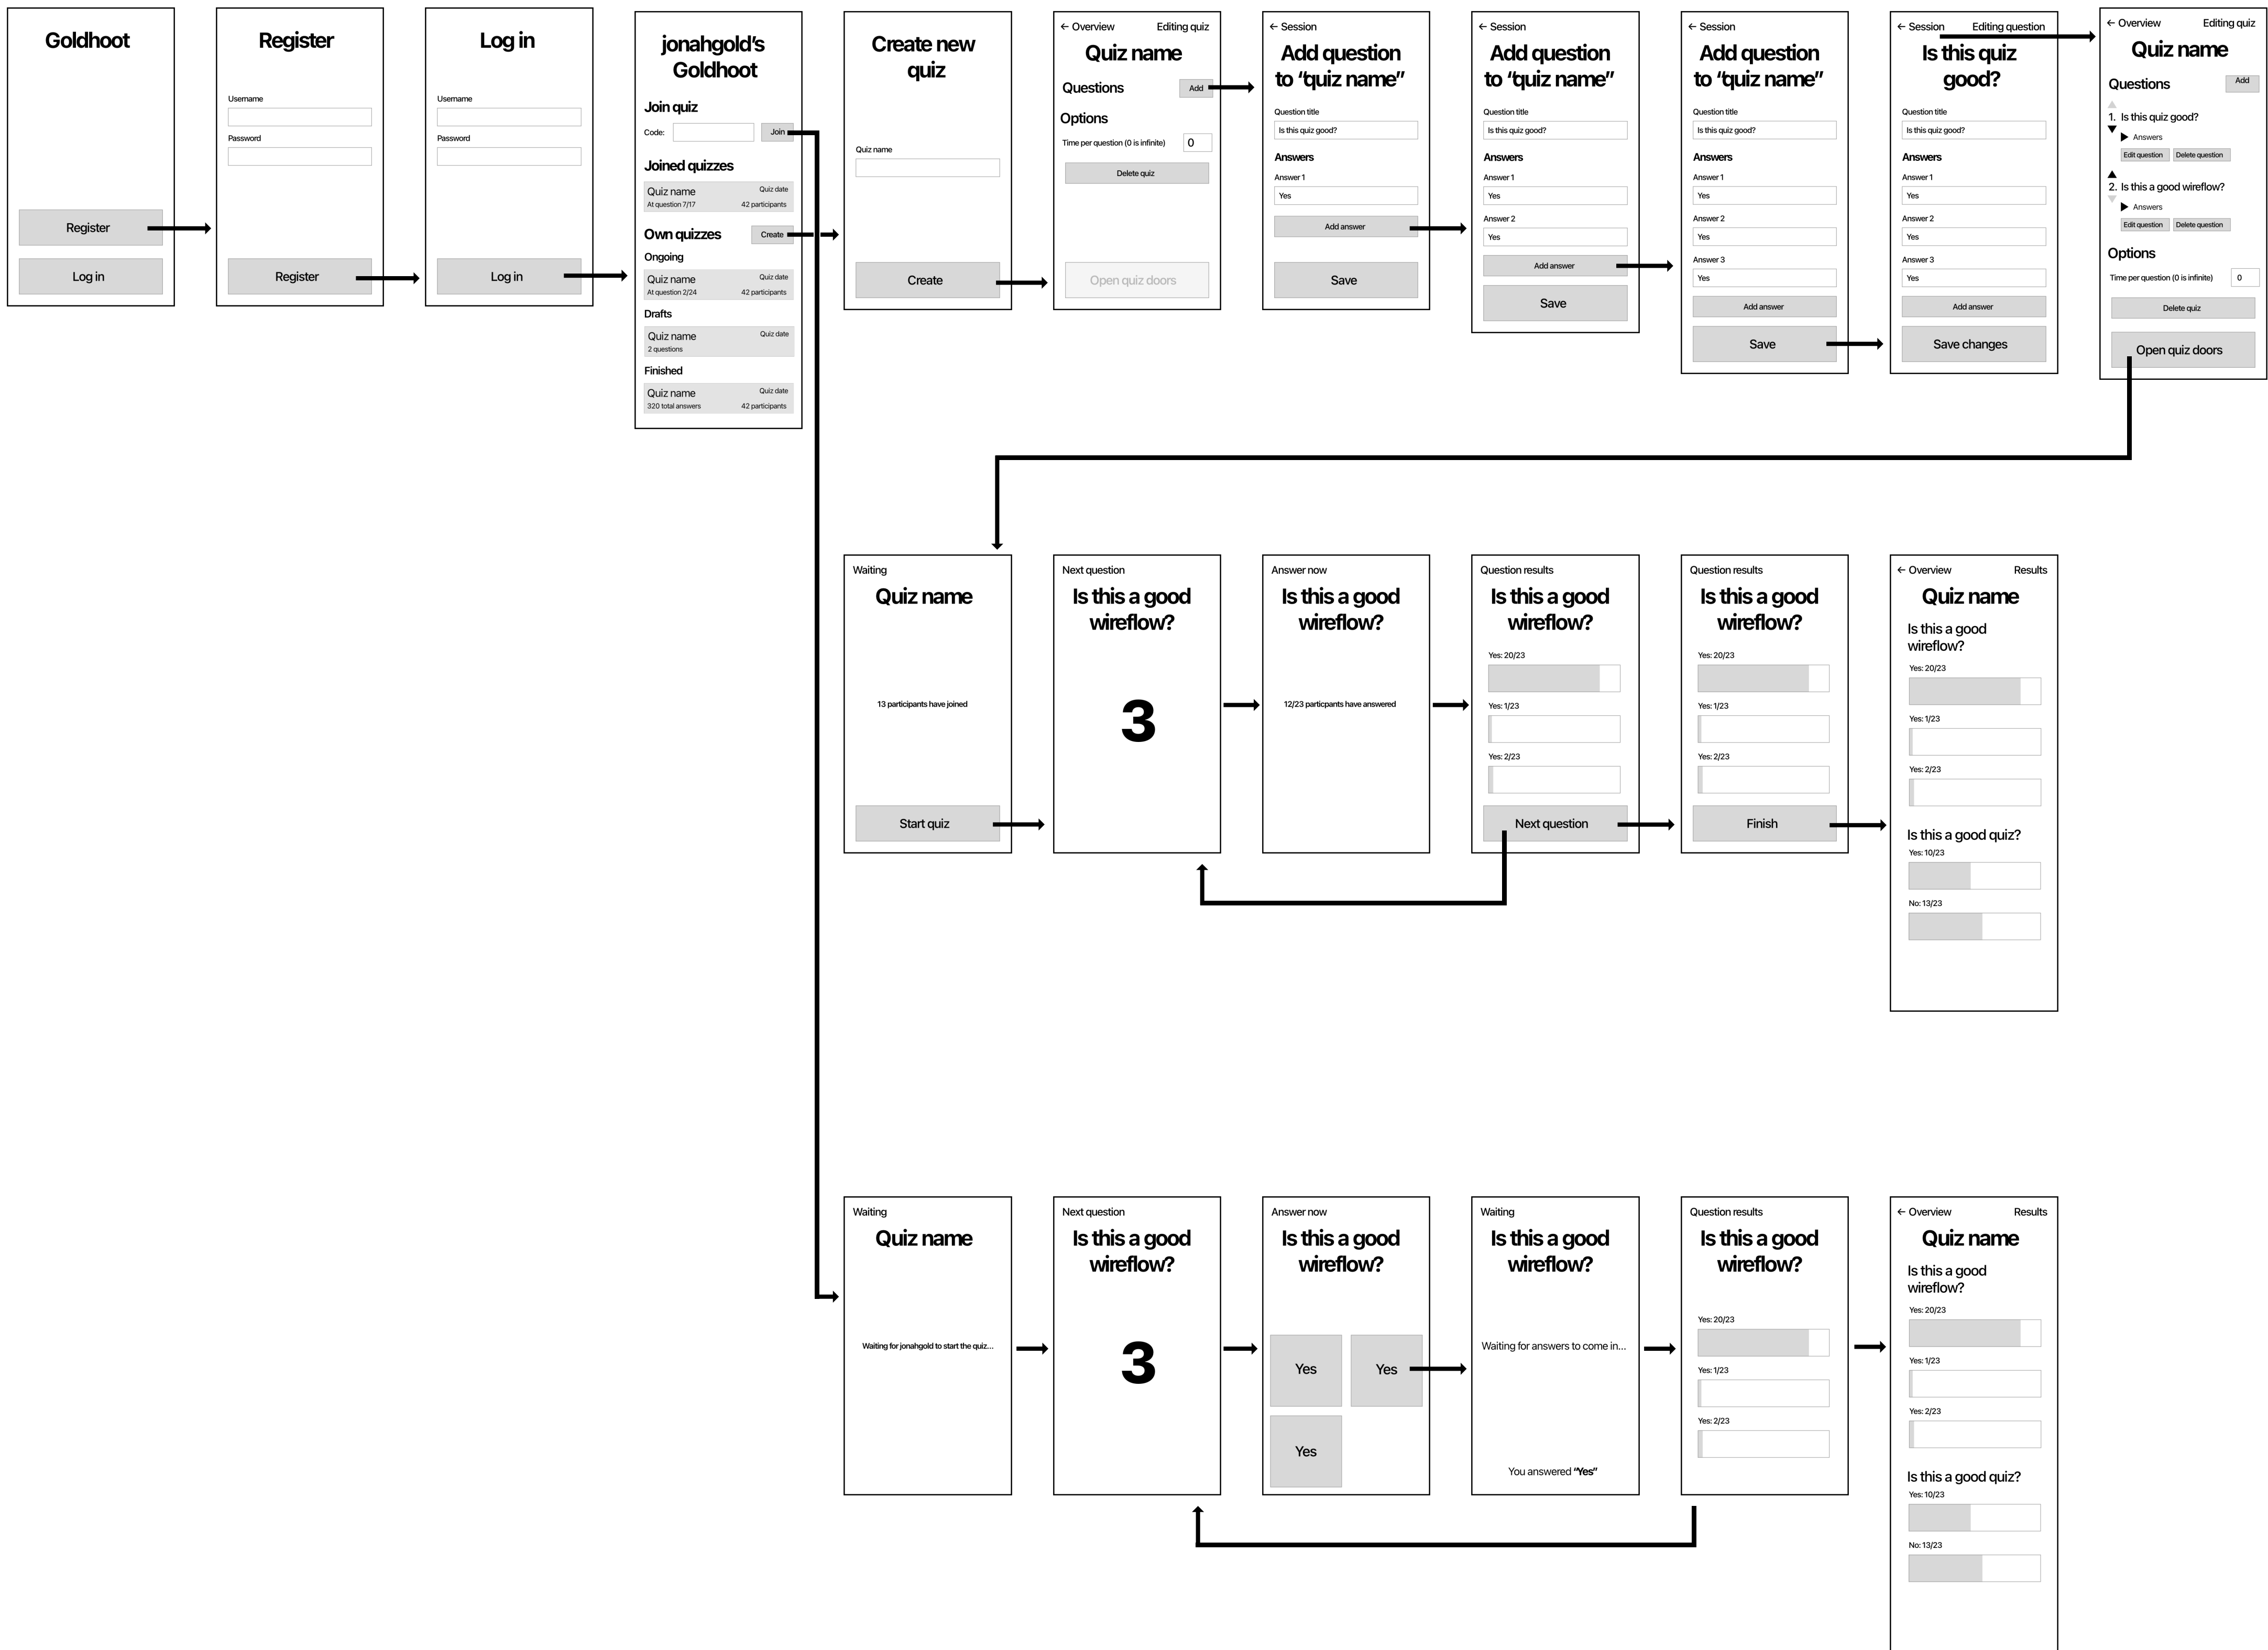 Goldhoot
Register
Log in
Register
Username
Password
Register
Log in
Username
Password
Log in
jonahgold's
Goldhoot
Join quiz
Code:
Join
Joined quizzes
Quiz name
Quiz date
At question 7/17
42 participants
Own quizzes
Create
Ongoing
Quiz name
Quiz date
At question 2/24
42 participants
Drafts
Quiz name
Quiz date
2 questions
Finished
Quiz name
Quiz date
320 total answers
42 participants
Create new
quiz
Quiz name
Create
← Overview
Editing quiz
Quiz name
Questions
Add
Options
Time per question (0 is infinite)
0
Delete quiz
Open quiz doors
← Session
Add question
to “quiz name”
Question title
Is this quiz good?
Answers
Answer 1
Yes
Add answer
Save
← Session
Add question
to “quiz name”
Question title
Is this quiz good?
Answers
Answer 1
Yes
Answer 2
Yes
Add answer
Save
← Session
Add question
to “quiz name”
Question title
Is this quiz good?
Answers
Answer 1
Yes
Answer 2
Yes
Answer 3
Yes
Add answer
Save
← Session
Editing question
Is this quiz
good?
Question title
Is this quiz good?
Answers
Answer 1
Yes
Answer 2
Yes
Answer 3
Yes
Add answer
Save changes
← Overview
Editing quiz
Quiz name
Questions
Add
1. Is this quiz good?
Answers
Edit question
Delete question
2. Is this a good wireflow?
Answers
Edit question
Delete question
Options
Time per question (0 is infinite)
0
Delete quiz
Open quiz doors
Waiting
Quiz name
13 participants have joined
Start quiz
Next question
Is this a good
wireflow?
3
Answer now
Is this a good
wireflow?
12/23 particpants have answered
Question results
Is this a good
wireflow?
Yes: 20/23
Yes: 1/23
Yes: 2/23
Next question
Question results
Is this a good
wireflow?
Yes: 20/23
Yes: 1/23
Yes: 2/23
Finish
← Overview
Results
Quiz name
Is this a good
wireflow?
Yes: 20/23
Yes: 1/23
Yes: 2/23
Is this a good quiz?
Yes: 10/23
No: 13/23
Waiting
Quiz name
Waiting for jonahgold to start the quiz...
Next question
Is this a good
wireflow?
3
Answer now
Is this a good
wireflow?
Yes
Yes
Yes
Waiting
Is this a good
wireflow?
Waiting for answers to come in...
You answered “Yes”
Question results
Is this a good
wireflow?
Yes: 20/23
Yes: 1/23
Yes: 2/23
← Overview
Results
Quiz name
Is this a good
wireflow?
Yes: 20/23
Yes: 1/23
Yes: 2/23
Is this a good quiz?
Yes: 10/23
No: 13/23